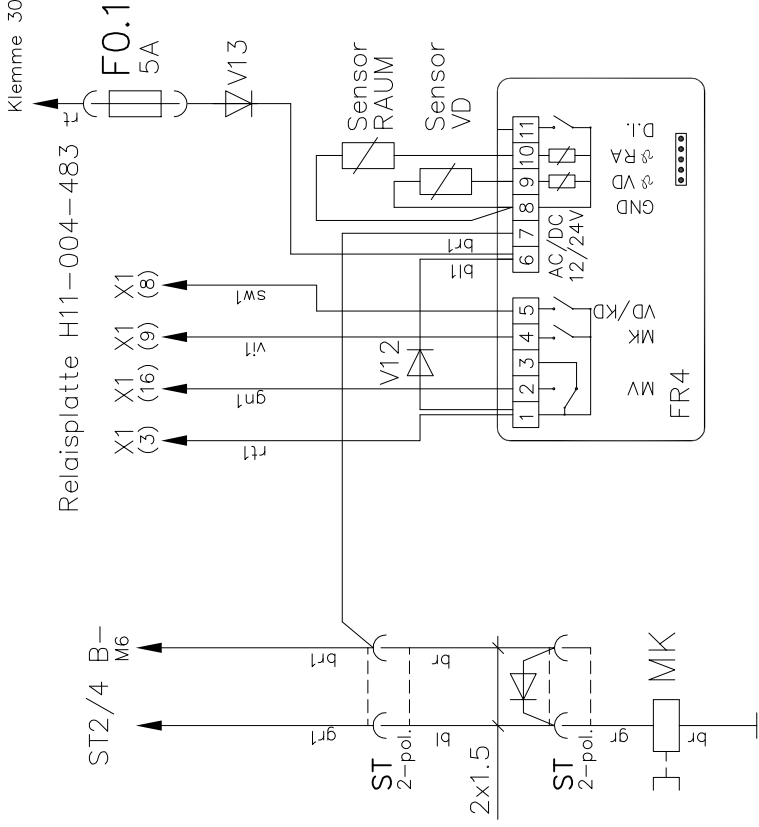 Klemme 30
F0.1
5A
V13
rt
Relaisplatte H11-004-483
X1
(8)
X1
(9)
X1
(16)
X1
(3)
sw1
vi1
gn1
rt1
Sensor
RAUM
Sensor
VD
V12
br1
bl1
1 2 3 4 5
6 7 8 9 10 11
AC/DC
12/24V
GND
ϑ VD
ϑ RA
D.I.
MV
MK
VD/KD
FR4
ST2/4
B-
M6
gr1
br1
ST
2-pol.
bl
br
2x1.5
ST
2-pol.
gr
MK
br